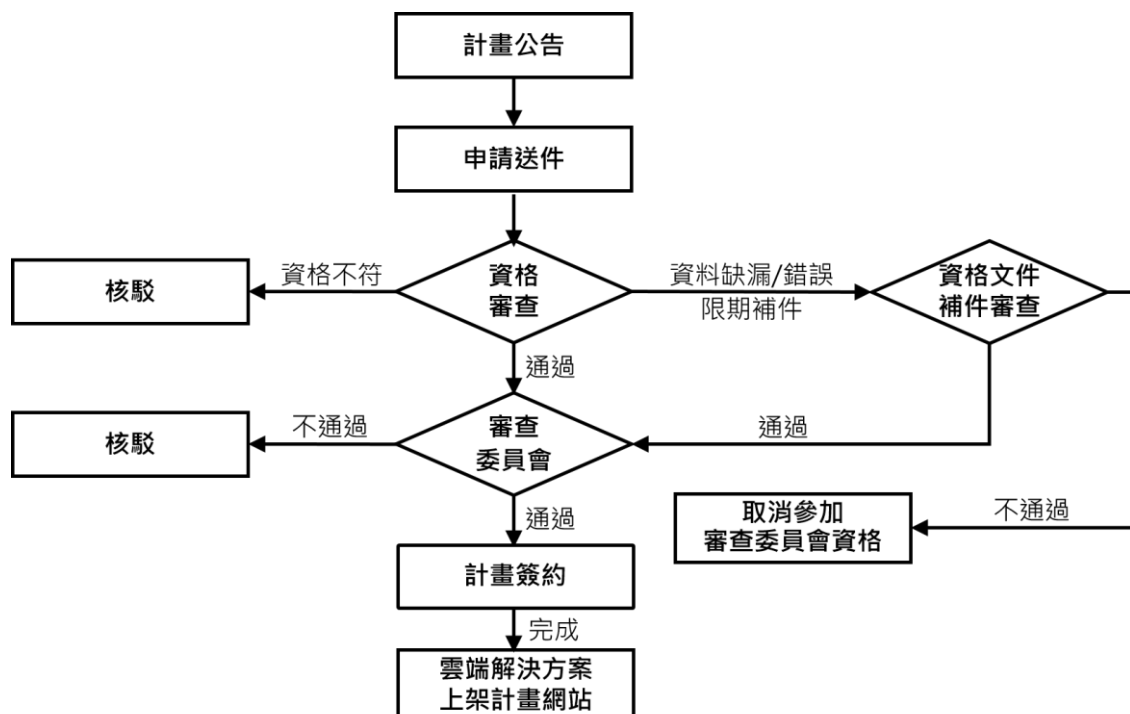 計畫公告
申請送件
資格不符
資料缺漏/錯誤
核駁
資格
審查
限期補件
資格文件
補件審查
通過
核駁
不通過
審查
委員會
通過
通過
取消參加
審查委員會資格
不通過
計畫簽約
完成
雲端解決方案
上架計畫網站